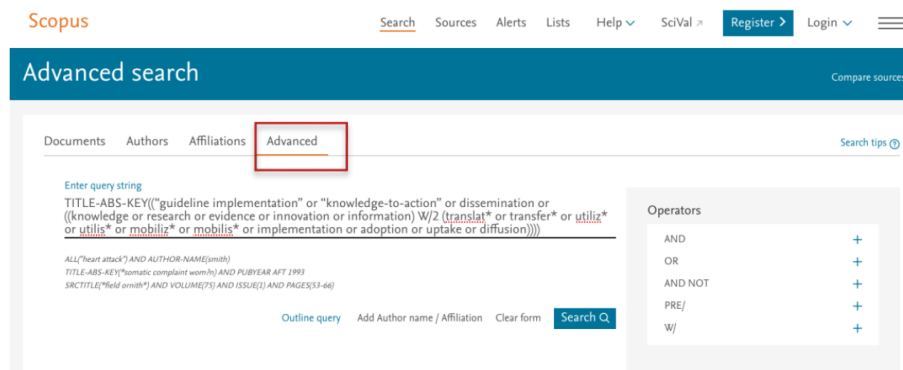 Scopus
Search Sources Alerts Lists Help SciVal Register Login
Advanced search
Compare sources
Documents Authors Affiliations Advanced
Search tips
Enter query string
TITLE-ABS-KEY((“guideline implementation” or “knowledge-to-action” or dissemination or
((knowledge or research or evidence or innovation or information) W/2 (translat* or transfer* or utiliz*
or utilis* or mobiliz* or mobilis* or implementation or adoption or uptake or diffusion))))
ALL("heart attack") AND AUTHOR-NAME(smith)
TITLE-ABS-KEY(*somatic complaint wom?n) AND PUBYEAR AFT 1993
SRCTITLE(*field ornith*) AND VOLUME(75) AND ISSUE(1) AND PAGES(53-66)
Outline query Add Author name / Affiliation Clear form Search
Operators
AND +
OR +
AND NOT +
PRE/ +
W/ +